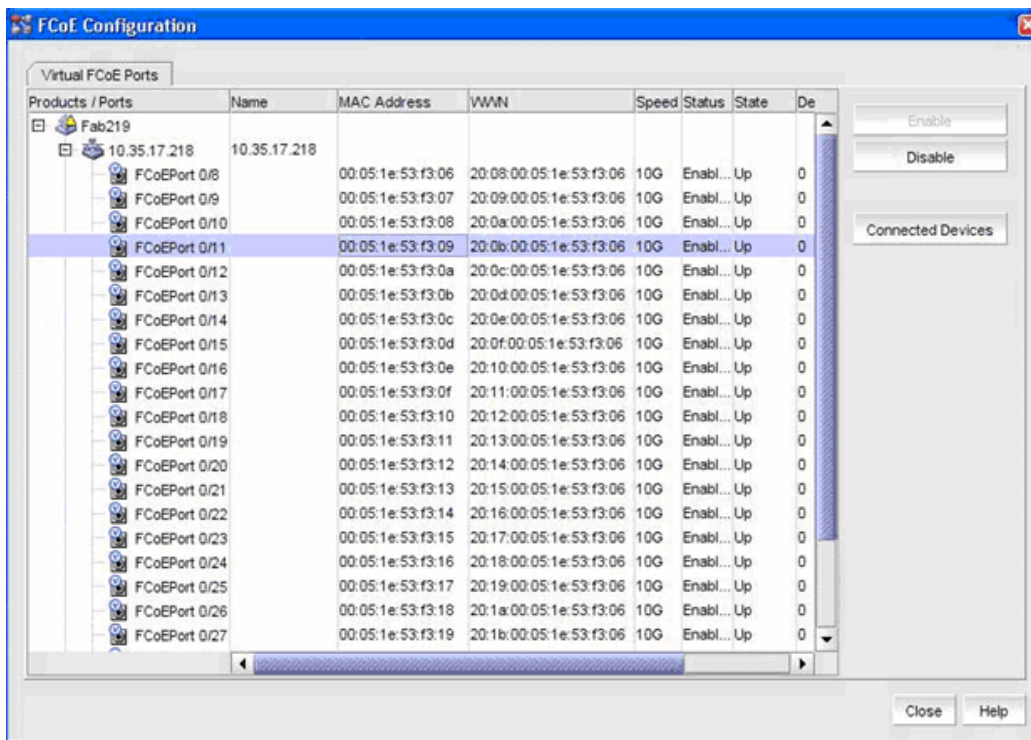 FCoE Configuration
Virtual FCoE Ports
Products / Ports Name MAC Address WWN Speed Status State De
Fab219
10.35.17.218 10.35.17.218
FCoEPort 0/8 00:05:1e:53:f3:06 20:08:00:05:1e:53:f3:06 10G Enabl... Up 0
FCoEPort 0/9 00:05:1e:53:f3:07 20:09:00:05:1e:53:f3:06 10G Enabl... Up 0
FCoEPort 0/10 00:05:1e:53:f3:08 20:0a:00:05:1e:53:f3:06 10G Enabl... Up 0
FCoEPort 0/11 00:05:1e:53:f3:09 20:0b:00:05:1e:53:f3:06 10G Enabl... Up 0
FCoEPort 0/12 00:05:1e:53:f3:0a 20:0c:00:05:1e:53:f3:06 10G Enabl... Up 0
FCoEPort 0/13 00:05:1e:53:f3:0b 20:0d:00:05:1e:53:f3:06 10G Enabl... Up 0
FCoEPort 0/14 00:05:1e:53:f3:0c 20:0e:00:05:1e:53:f3:06 10G Enabl... Up 0
FCoEPort 0/15 00:05:1e:53:f3:0d 20:0f:00:05:1e:53:f3:06 10G Enabl... Up 0
FCoEPort 0/16 00:05:1e:53:f3:0e 20:10:00:05:1e:53:f3:06 10G Enabl... Up 0
FCoEPort 0/17 00:05:1e:53:f3:0f 20:11:00:05:1e:53:f3:06 10G Enabl... Up 0
FCoEPort 0/18 00:05:1e:53:f3:10 20:12:00:05:1e:53:f3:06 10G Enabl... Up 0
FCoEPort 0/19 00:05:1e:53:f3:11 20:13:00:05:1e:53:f3:06 10G Enabl... Up 0
FCoEPort 0/20 00:05:1e:53:f3:12 20:14:00:05:1e:53:f3:06 10G Enabl... Up 0
FCoEPort 0/21 00:05:1e:53:f3:13 20:15:00:05:1e:53:f3:06 10G Enabl... Up 0
FCoEPort 0/22 00:05:1e:53:f3:14 20:16:00:05:1e:53:f3:06 10G Enabl... Up 0
FCoEPort 0/23 00:05:1e:53:f3:15 20:17:00:05:1e:53:f3:06 10G Enabl... Up 0
FCoEPort 0/24 00:05:1e:53:f3:16 20:18:00:05:1e:53:f3:06 10G Enabl... Up 0
FCoEPort 0/25 00:05:1e:53:f3:17 20:19:00:05:1e:53:f3:06 10G Enabl... Up 0
FCoEPort 0/26 00:05:1e:53:f3:18 20:1a:00:05:1e:53:f3:06 10G Enabl... Up 0
FCoEPort 0/27 00:05:1e:53:f3:19 20:1b:00:05:1e:53:f3:06 10G Enabl... Up 0
Enable
Disable
Connected Devices
Close Help